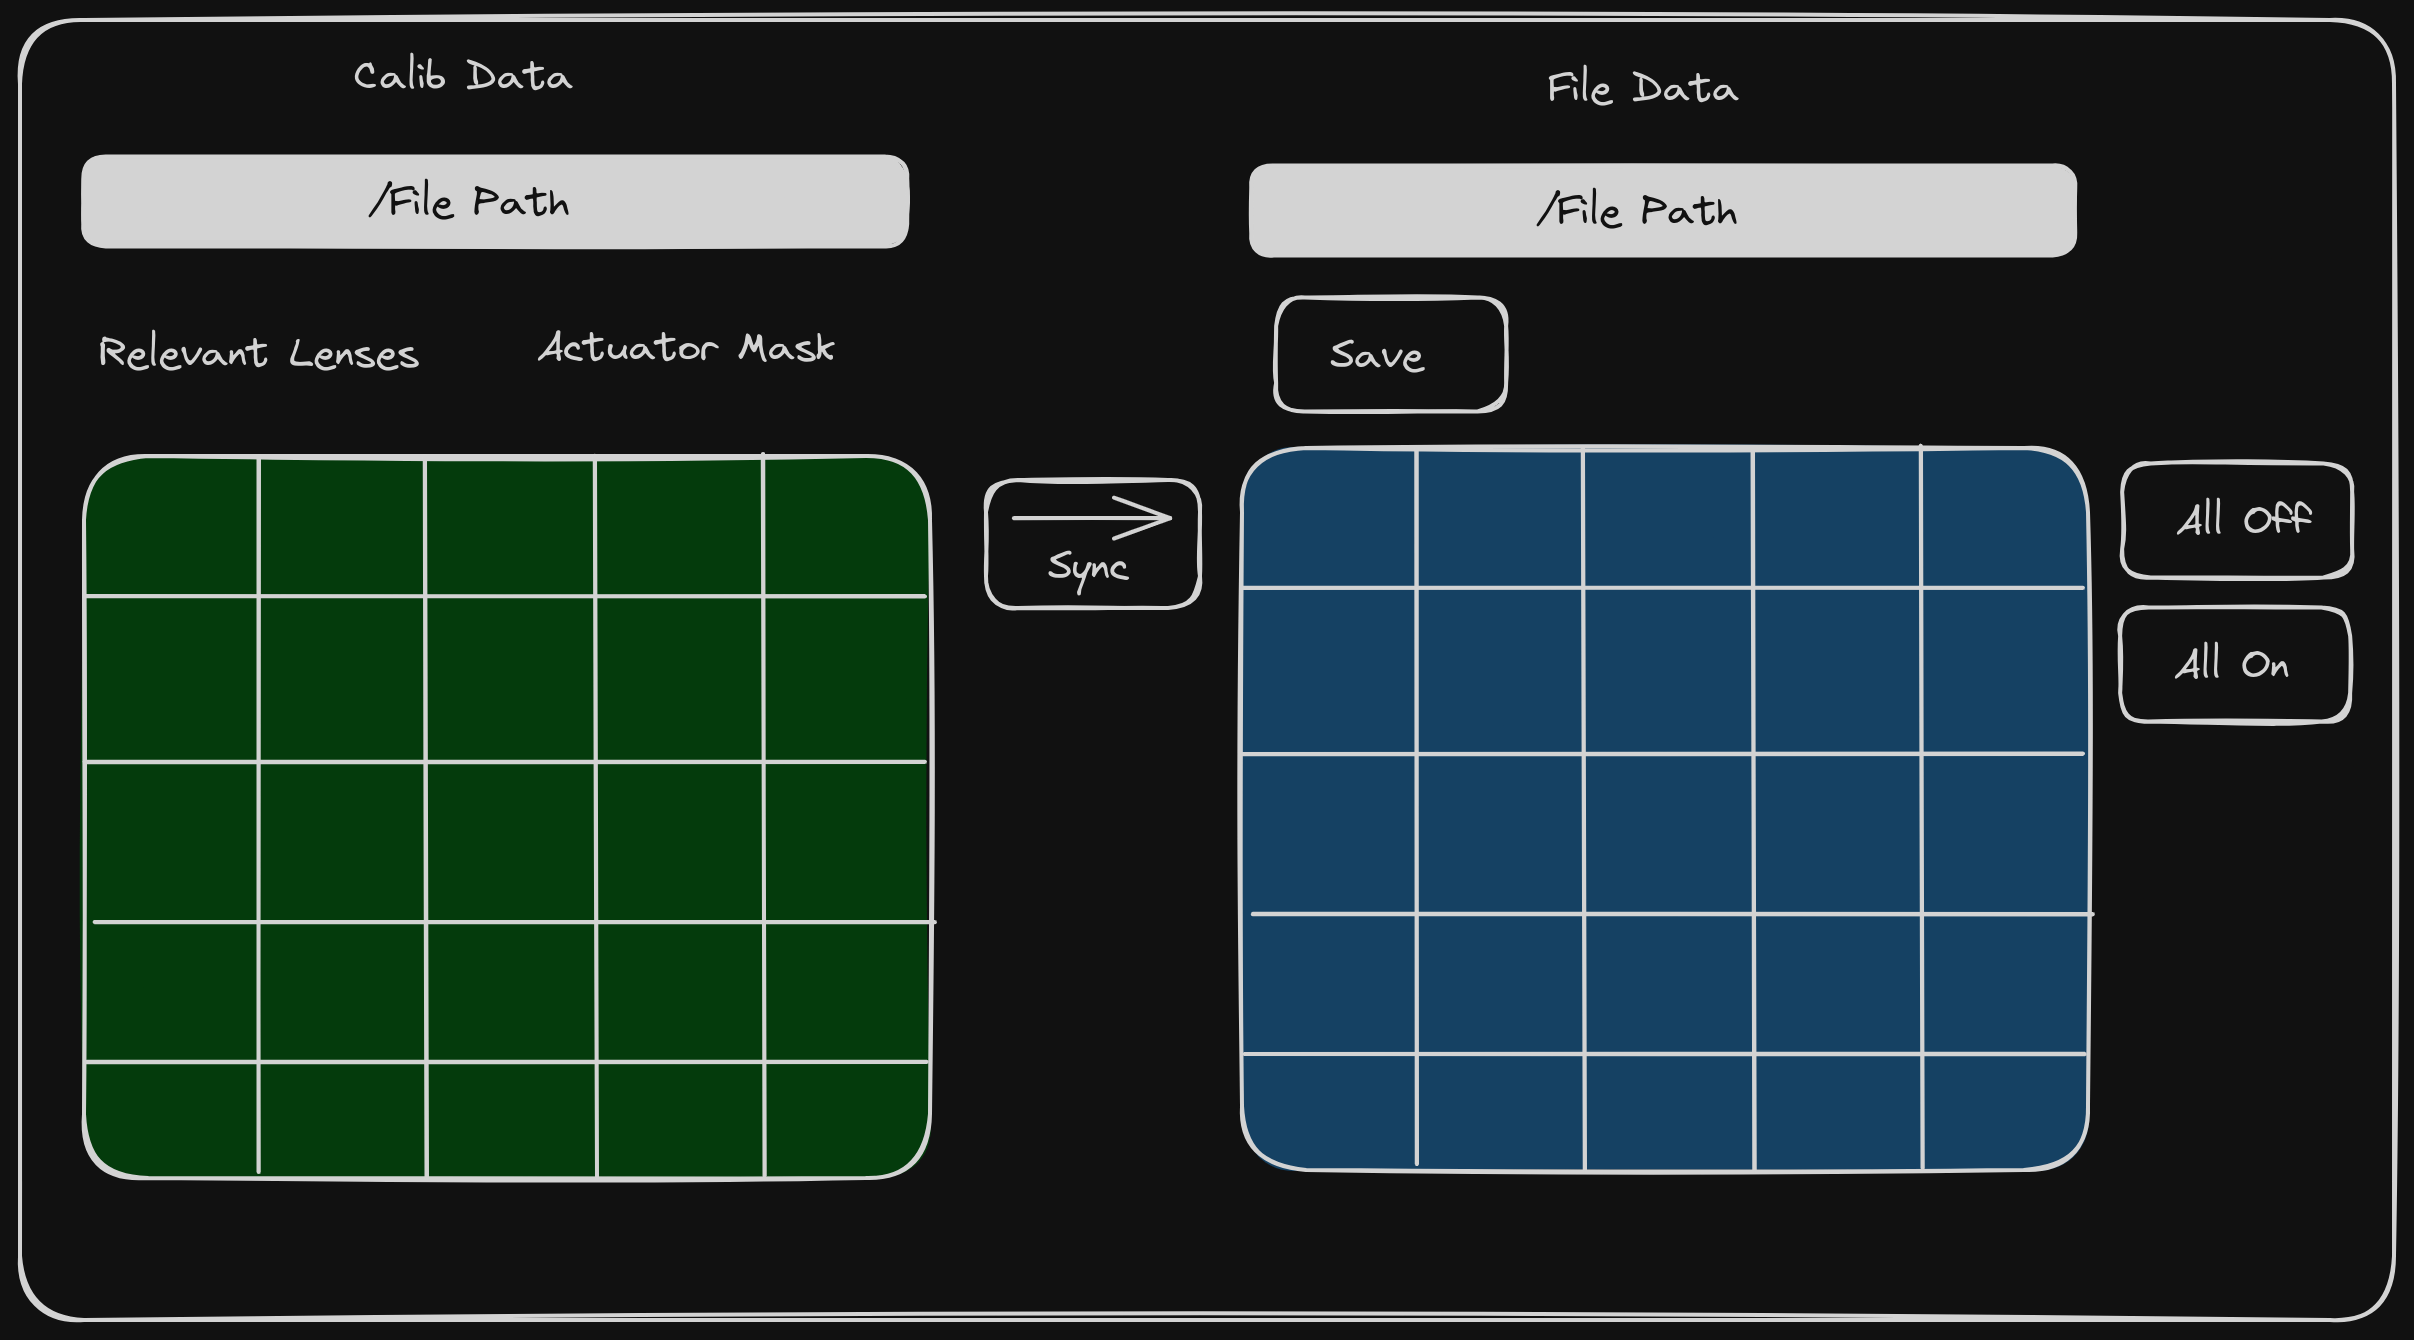 Calib Data
/File Path
Relevant Lenses
Actuator Mask
Sync
File Data
/File Path
Save
All Off
All On